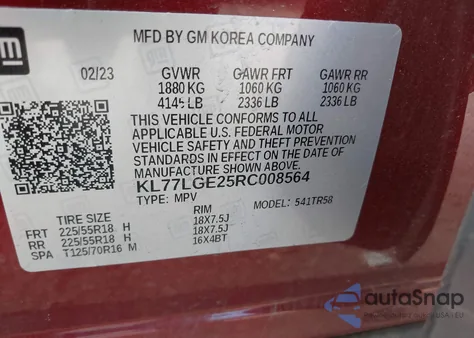 gm
MFD BY GM KOREA COMPANY
02/23 GVWR GAWR FRT GAWR RR
1880 KG 1060 KG 1060 KG
4145 LB 2336 LB 2336 LB
THIS VEHICLE CONFORMS TO ALL
APPLICABLE U.S. FEDERAL MOTOR
VEHICLE SAFETY AND THEFT PREVENTION
STANDARDS IN EFFECT ON THE DATE OF
MANUFACTURE SHOWN ABOVE.
KL77LGE25RC008564
TYPE: MPV MODEL: 541TR58
TIRE SIZE RIM
FRT 225/55R18 H 18X7.5J
RR 225/55R18 H 18X7.5J
SPA T125/70R16 M 16X4BT
autoSnap